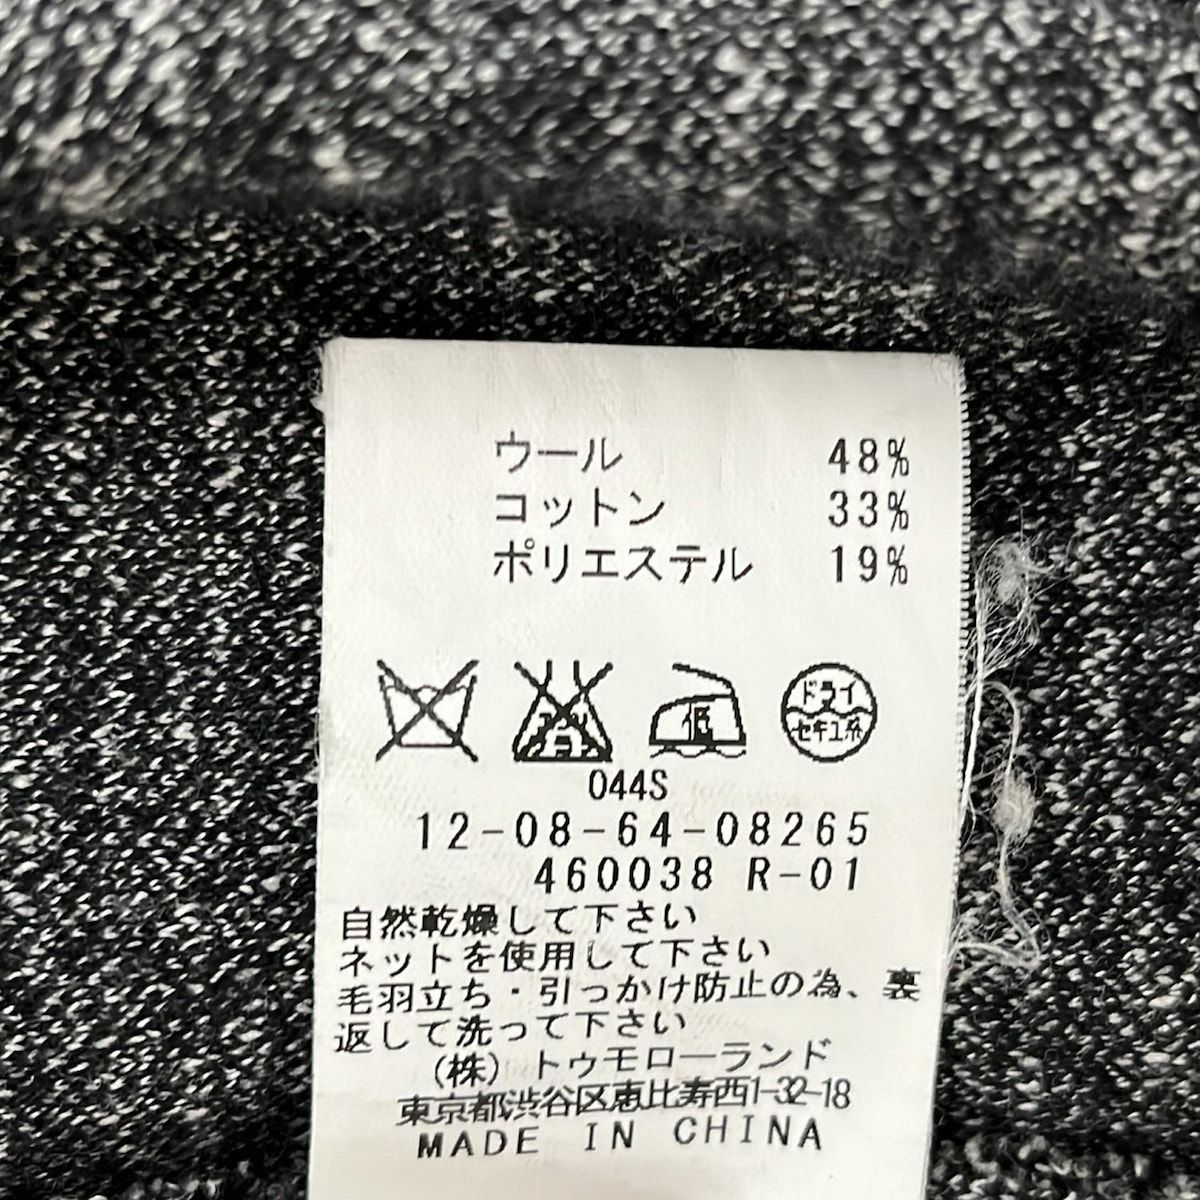 ウール 48%
コットン 33%
ポリエステル 19%
低 ドライ
セキユ系
044S
12-08-64-08265
460038 R-01
自然乾燥して下さい
ネットを使用して下さい
毛羽立ち・引っかけ防止の為、裏
返して洗って下さい
(株)トゥモローランド
東京都渋谷区恵比寿西1-32-18
MADE IN CHINA